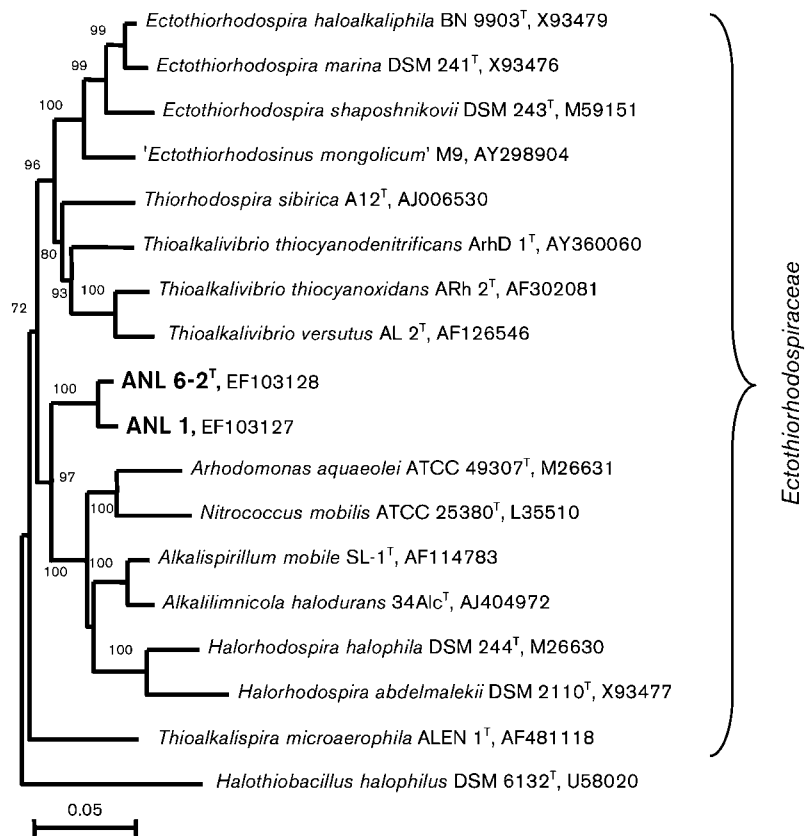 99
Ectothiorhodospira haloalkaliphila BN 9903ᵀ, X93479
99
Ectothiorhodospira marina DSM 241ᵀ, X93476
100
Ectothiorhodospira shaposhnikovii DSM 243ᵀ, M59151
'Ectothiorhodosinus mongolicum' M9, AY298904
96
Thiorhodospira sibirica A12ᵀ, AJ006530
80
Thioalkalivibrio thiocyanodenitrificans ArhD 1ᵀ, AY360060
93
100
Thioalkalivibrio thiocyanoxidans ARh 2ᵀ, AF302081
72
Thioalkalivibrio versutus AL 2ᵀ, AF126546
100
ANL 6-2ᵀ, EF103128
ANL 1, EF103127
97
Arhodomonas aquaeolei ATCC 49307ᵀ, M26631
100
Nitrococcus mobilis ATCC 25380ᵀ, L35510
100
100
Alkalispirillum mobile SL-1ᵀ, AF114783
Alkalilimnicola halodurans 34Alcᵀ, AJ404972
100
Halorhodospira halophila DSM 244ᵀ, M26630
Halorhodospira abdelmalekii DSM 2110ᵀ, X93477
Thioalkalispira microaerophila ALEN 1ᵀ, AF481118
Halothiobacillus halophilus DSM 6132ᵀ, U58020
0.05
Ectothiorhodospiraceae